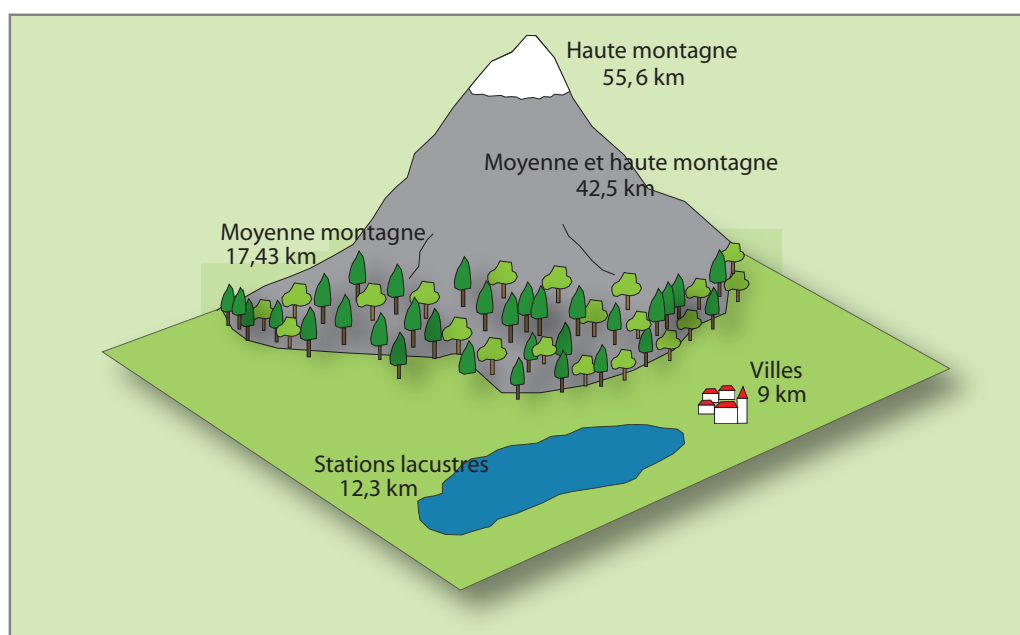 Haute montagne
55,6 km
Moyenne et haute montagne
42,5 km
Moyenne montagne
17,43 km
Villes
9 km
Stations lacustres
12,3 km